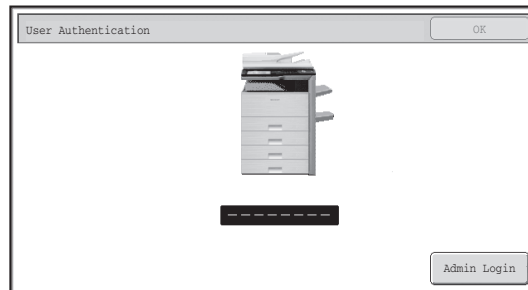 User Authentication
OK
--------
Admin Login